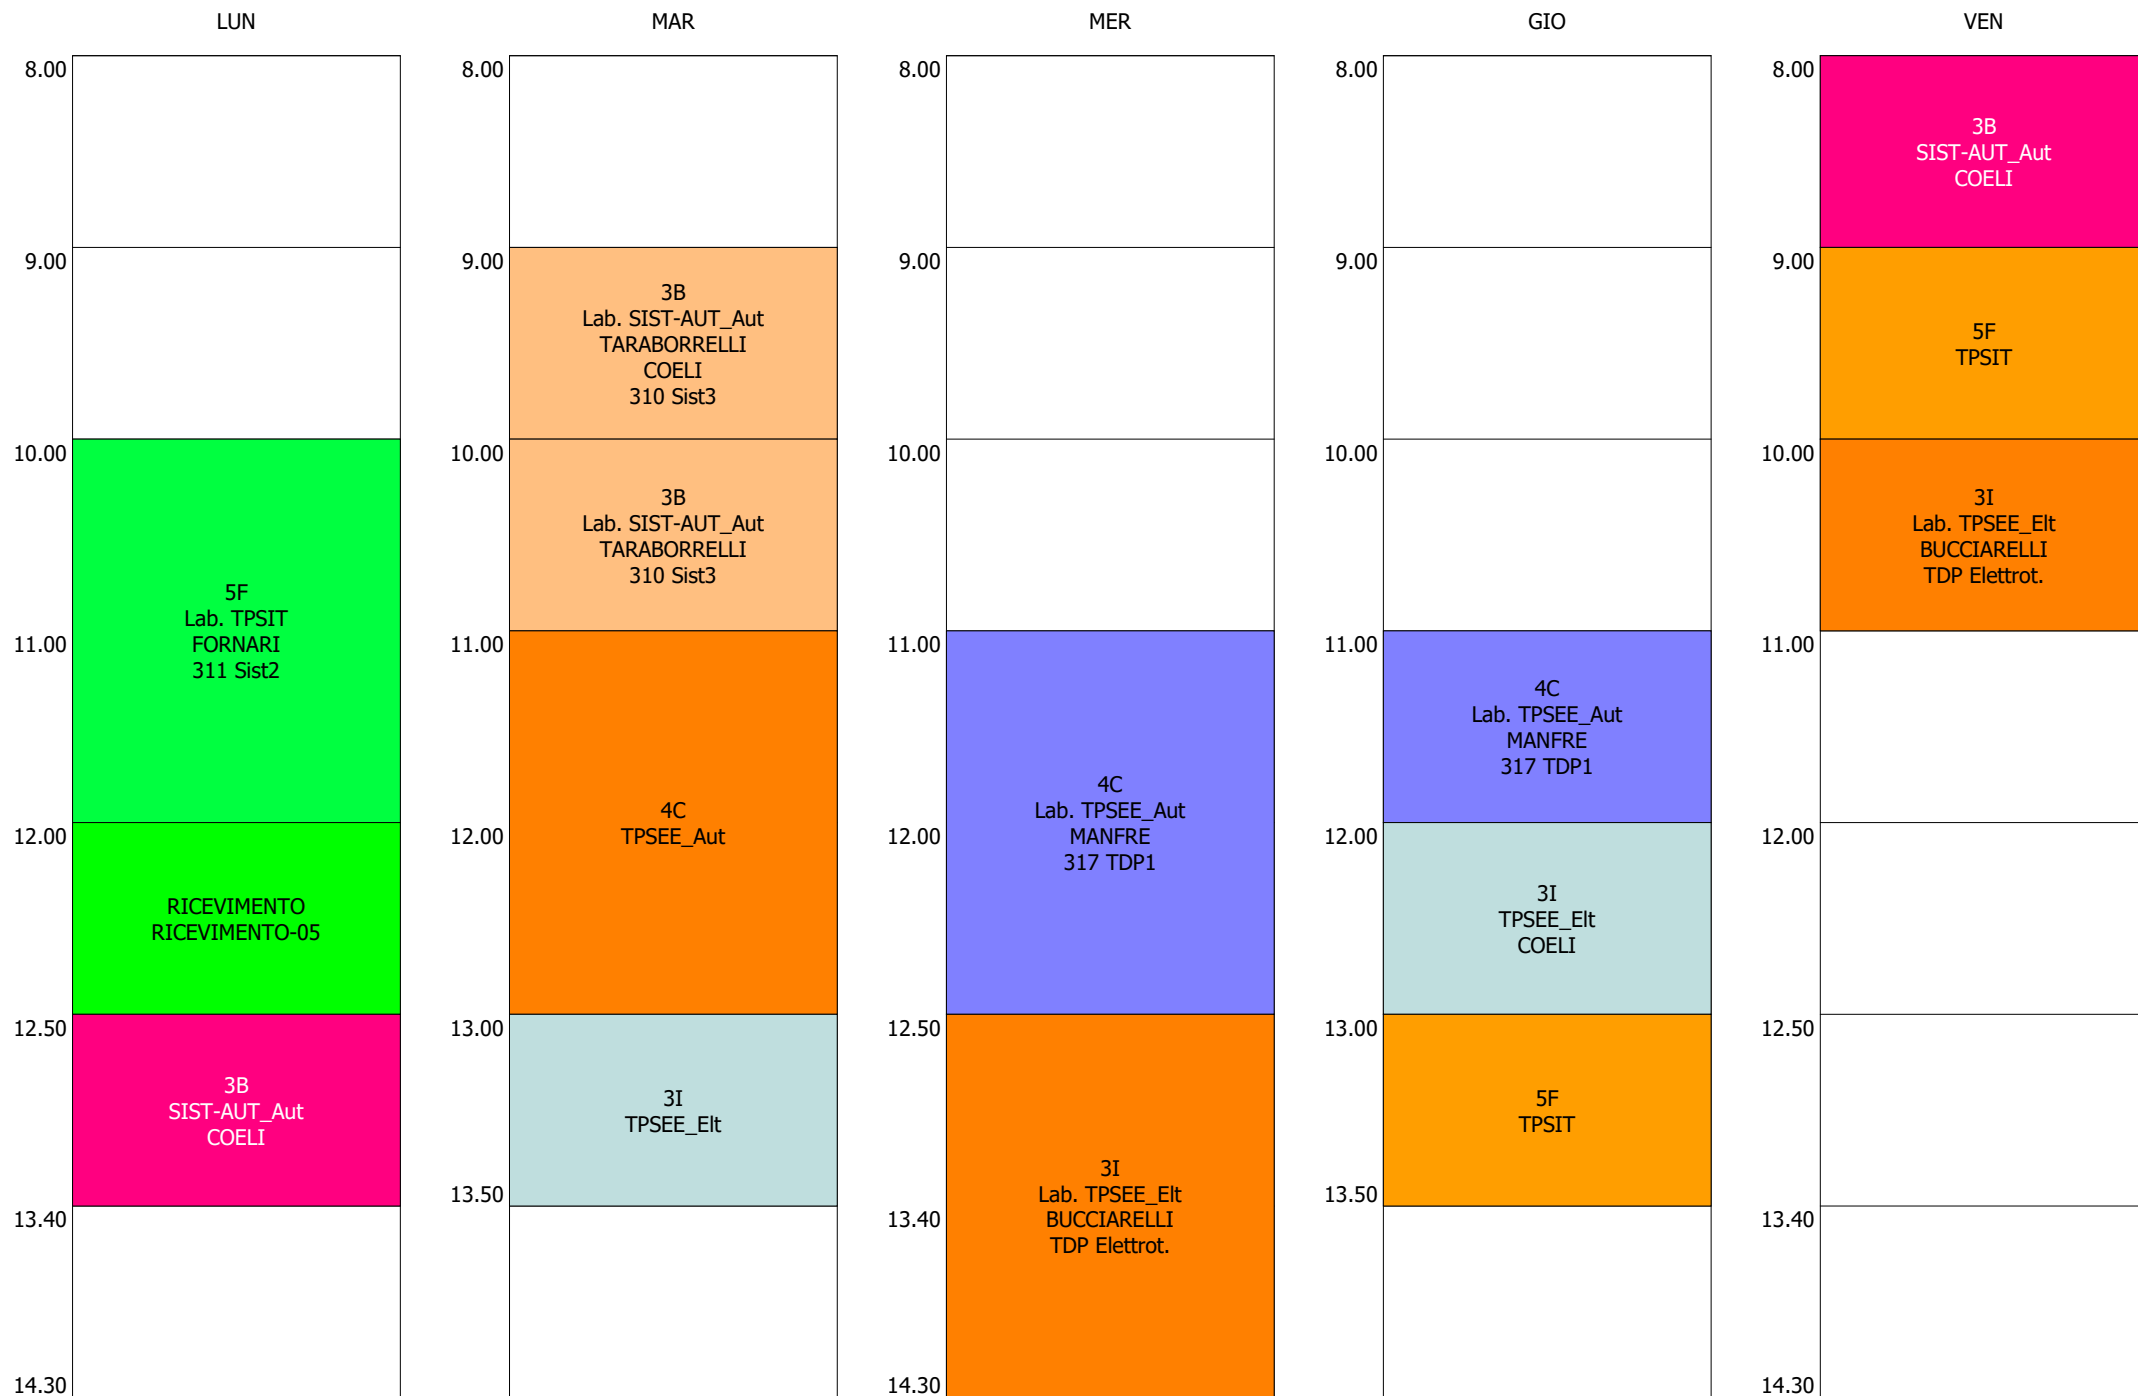 LUN
MAR
MER
GIO
VEN
8.00
9.00
10.00
5F
Lab. TPSIT
FORNARI
311 Sist2
11.00
12.00
RICEVIMENTO
RICEVIMENTO-05
12.50
3B
SIST-AUT_Aut
COELI
13.40
14.30
8.00
9.00
3B
Lab. SIST-AUT_Aut
TARABORRELLI
COELI
310 Sist3
10.00
3B
Lab. SIST-AUT_Aut
TARABORRELLI
310 Sist3
11.00
4C
TPSEE_Aut
12.00
13.00
3I
TPSEE_Elt
13.50
8.00
9.00
10.00
11.00
4C
Lab. TPSEE_Aut
MANFRE
317 TDP1
12.00
12.50
3I
Lab. TPSEE_Elt
BUCCIARELLI
TDP Elettrot.
13.40
14.30
8.00
9.00
10.00
11.00
4C
Lab. TPSEE_Aut
MANFRE
317 TDP1
12.00
3I
TPSEE_Elt
COELI
13.00
5F
TPSIT
13.50
8.00
3B
SIST-AUT_Aut
COELI
9.00
5F
TPSIT
10.00
3I
Lab. TPSEE_Elt
BUCCIARELLI
TDP Elettrot.
11.00
12.00
12.50
13.40
14.30